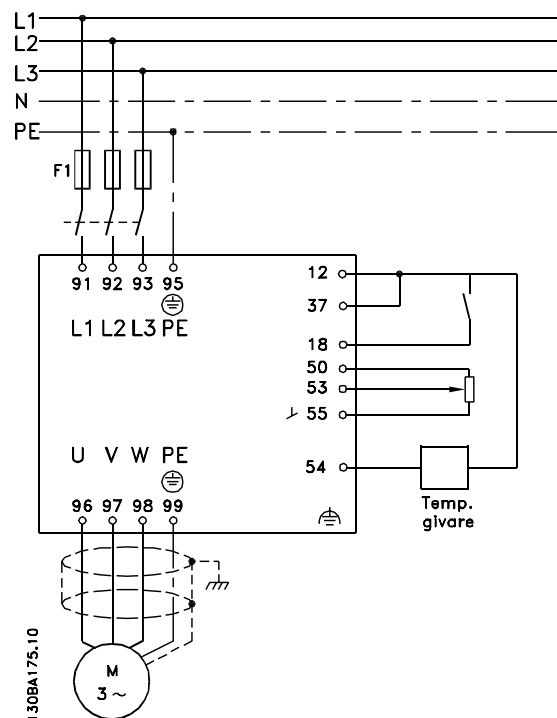 L1
L2
L3
N
PE
F1
91 92 93 95
L1 L2 L3 PE
12
37
18
50
53
55
54
Temp.
givare
U V W PE
96 97 98 99
M
3 ~
130BA175.10